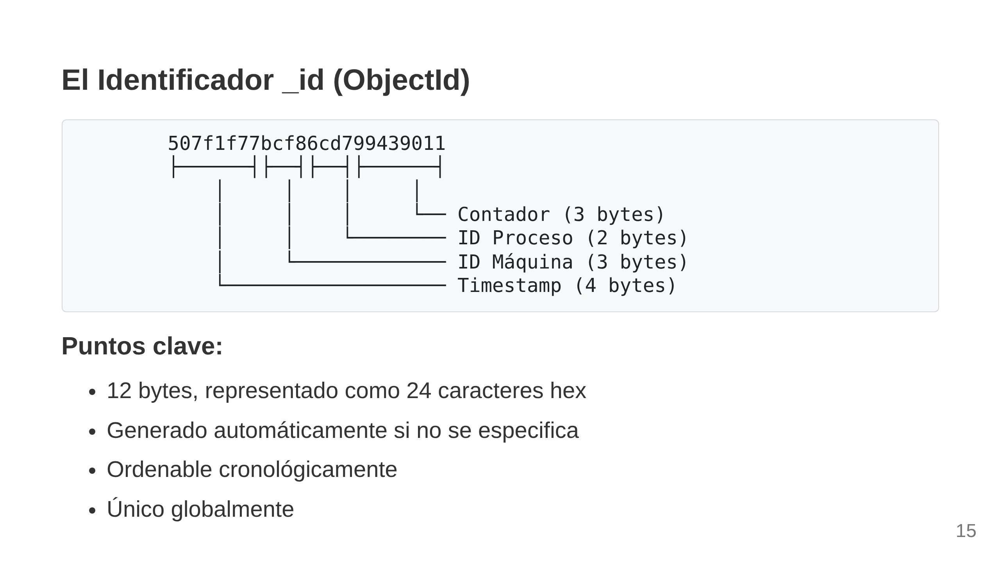 El Identificador _id (ObjectId)
507f1f77bcf86cd799439011
Contador (3 bytes)
ID Proceso (2 bytes)
ID Máquina (3 bytes)
Timestamp (4 bytes)
Puntos clave:
• 12 bytes, representado como 24 caracteres hex
• Generado automáticamente si no se especifica
• Ordenable cronológicamente
• Único globalmente
15